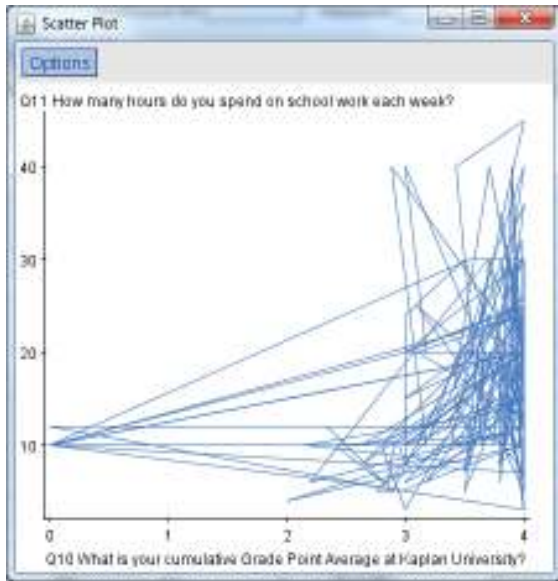 Scatter Plot
Options
Q11 How many hours do you spend on school work each week?
40
30
20
10
0 1 2 3 4
Q10 What is your cumulative Grade Point Average at Kaplan University?